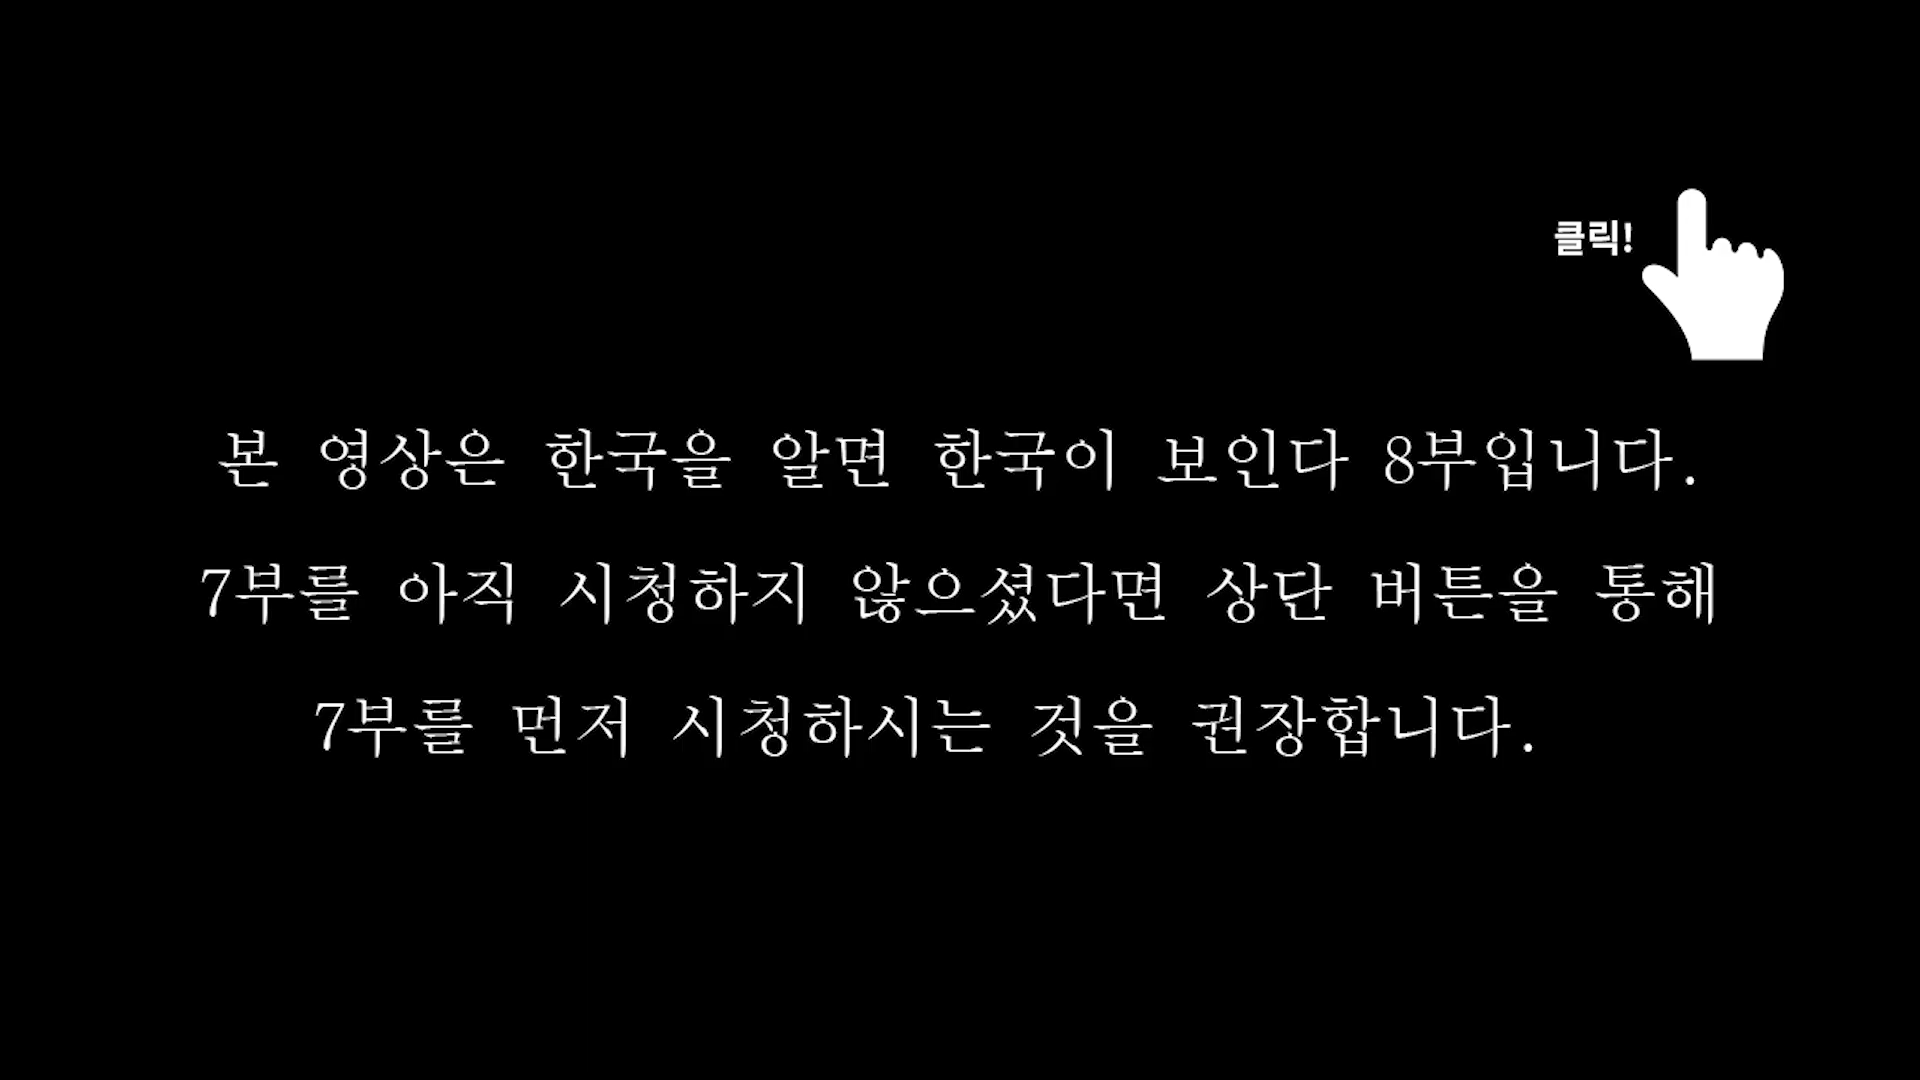 클릭!
본 영상은 한국을 알면 한국이 보인다 8부입니다.
7부를 아직 시청하지 않으셨다면 상단 버튼을 통해
7부를 먼저 시청하시는 것을 권장합니다.